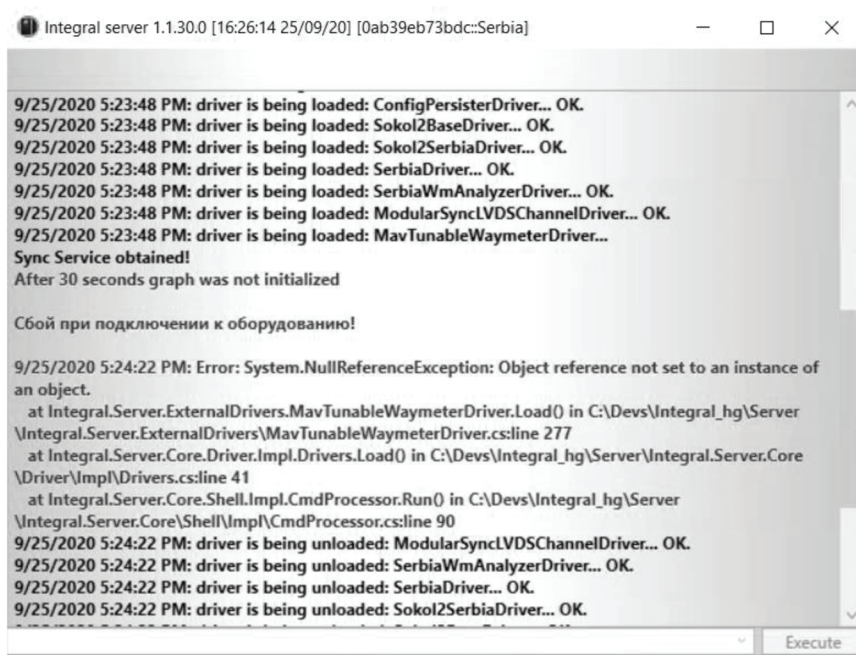 Integral server 1.1.30.0 [16:26:14 25/09/20] [0ab39eb73bdc::Serbia]
9/25/2020 5:23:48 PM: driver is being loaded: ConfigPersisterDriver... OK.
9/25/2020 5:23:48 PM: driver is being loaded: Sokol2BaseDriver... OK.
9/25/2020 5:23:48 PM: driver is being loaded: Sokol2SerbiaDriver... OK.
9/25/2020 5:23:48 PM: driver is being loaded: SerbiaDriver... OK.
9/25/2020 5:23:48 PM: driver is being loaded: SerbiaWmAnalyzerDriver... OK.
9/25/2020 5:23:48 PM: driver is being loaded: ModularSyncLVDSChannelDriver... OK.
9/25/2020 5:23:48 PM: driver is being loaded: MavTunableWaymeterDriver...
Sync Service obtained!
After 30 seconds graph was not initialized
Сбой при подключении к оборудованию!
9/25/2020 5:24:22 PM: Error: System.NullReferenceException: Object reference not set to an instance of
an object.
at Integral.Server.ExternalDrivers.MavTunableWaymeterDriver.Load() in C:\Devs\Integral_hg\Server
\Integral.Server.ExternalDrivers\MavTunableWaymeterDriver.cs:line 277
at Integral.Server.Core.Driver.Impl.Drivers.Load() in C:\Devs\Integral_hg\Server\Integral.Server.Core
\Driver\Impl\Drivers.cs:line 41
at Integral.Server.Core.Shell.Impl.CmdProcessor.Run() in C:\Devs\Integral_hg\Server
\Integral.Server.Core\Shell\Impl\CmdProcessor.cs:line 90
9/25/2020 5:24:22 PM: driver is being unloaded: ModularSyncLVDSChannelDriver... OK.
9/25/2020 5:24:22 PM: driver is being unloaded: SerbiaWmAnalyzerDriver... OK.
9/25/2020 5:24:22 PM: driver is being unloaded: SerbiaDriver... OK.
9/25/2020 5:24:22 PM: driver is being unloaded: Sokol2SerbiaDriver... OK.
Execute